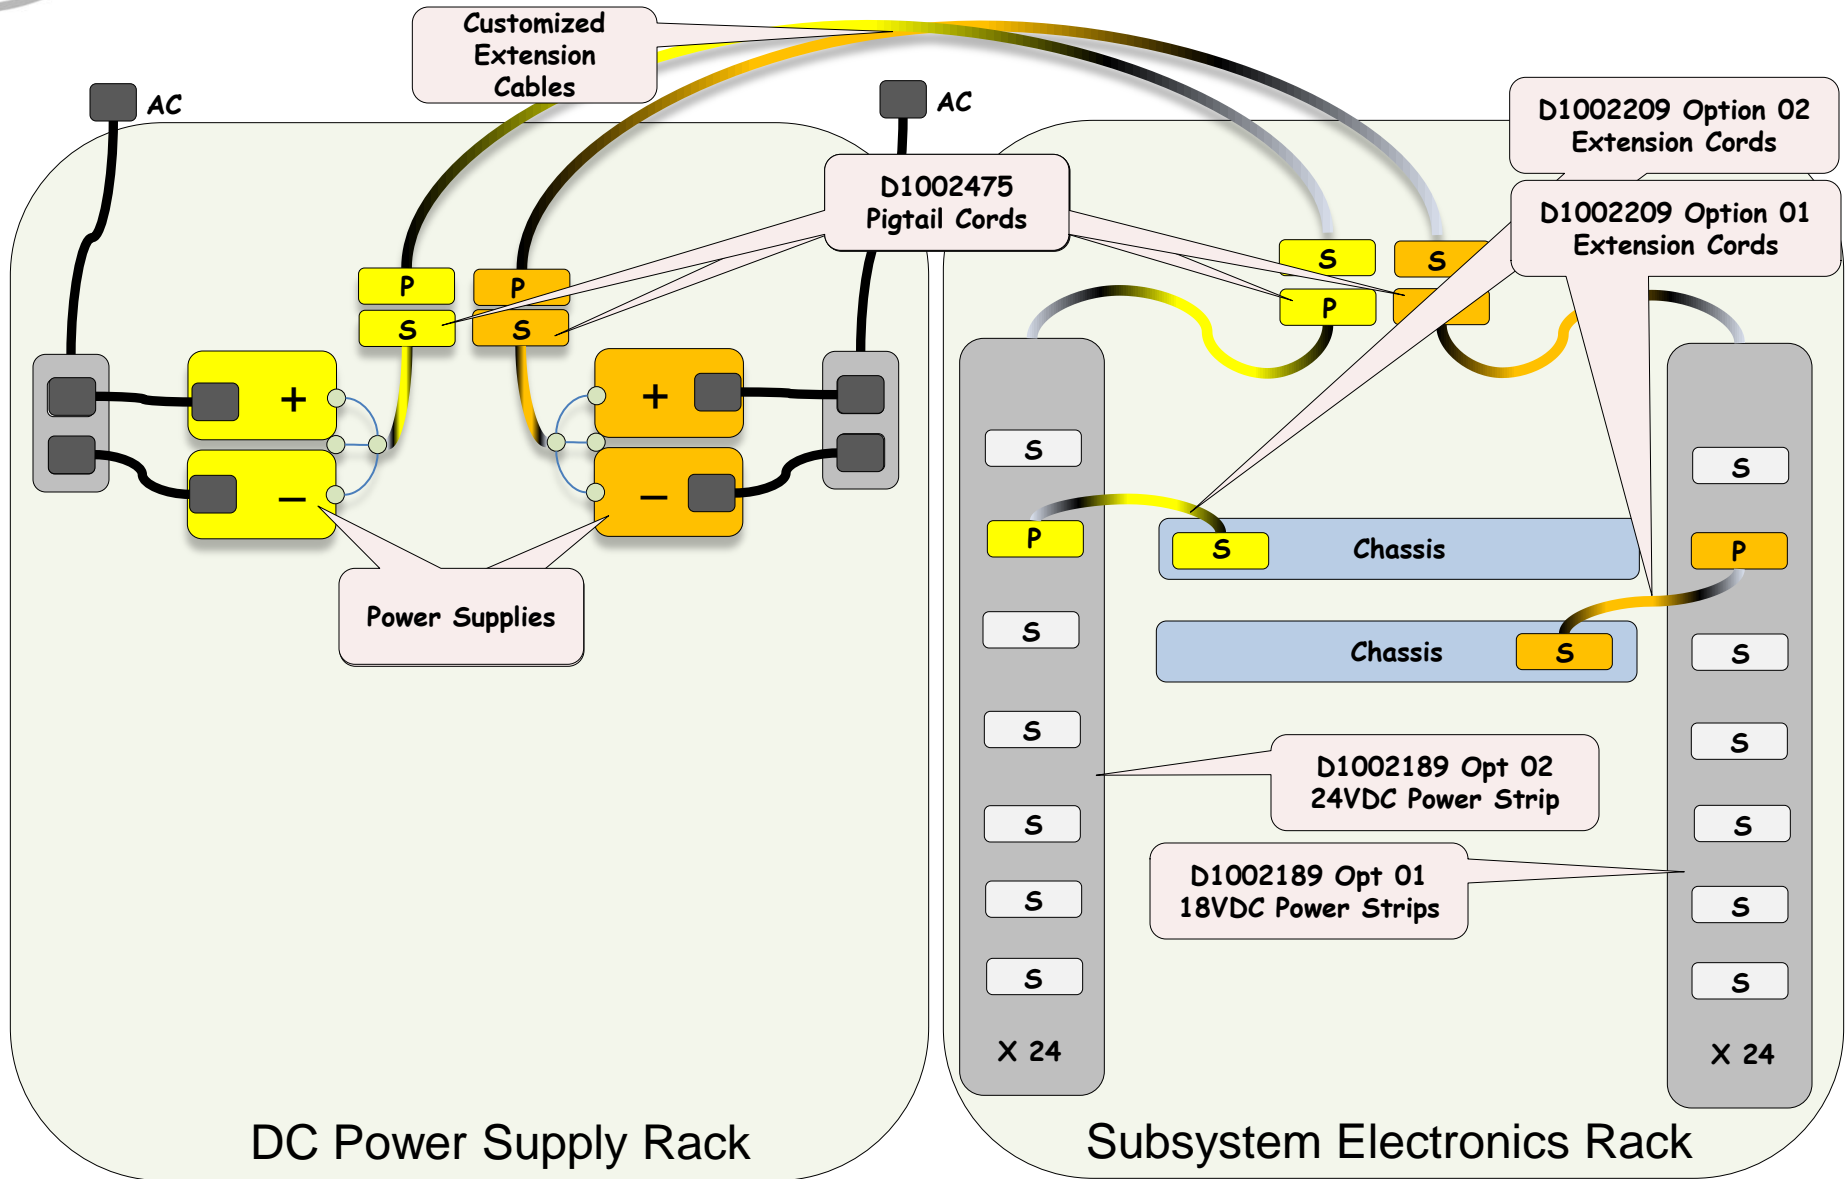 Customized
Extension
Cables
AC
AC
D1002209 Option 02
Extension Cords
D1002475
Pigtail Cords
D1002209 Option 01
Extension Cords
S
S
P
P
P
S
S
+
+
–
–
S
S
P
S
Chassis
P
S
Chassis
S
S
S
S
D1002189 Opt 02
24VDC Power Strip
S
S
D1002189 Opt 01
18VDC Power Strips
S
S
S
S
X 24
X 24
Power Supplies
DC Power Supply Rack
Subsystem Electronics Rack